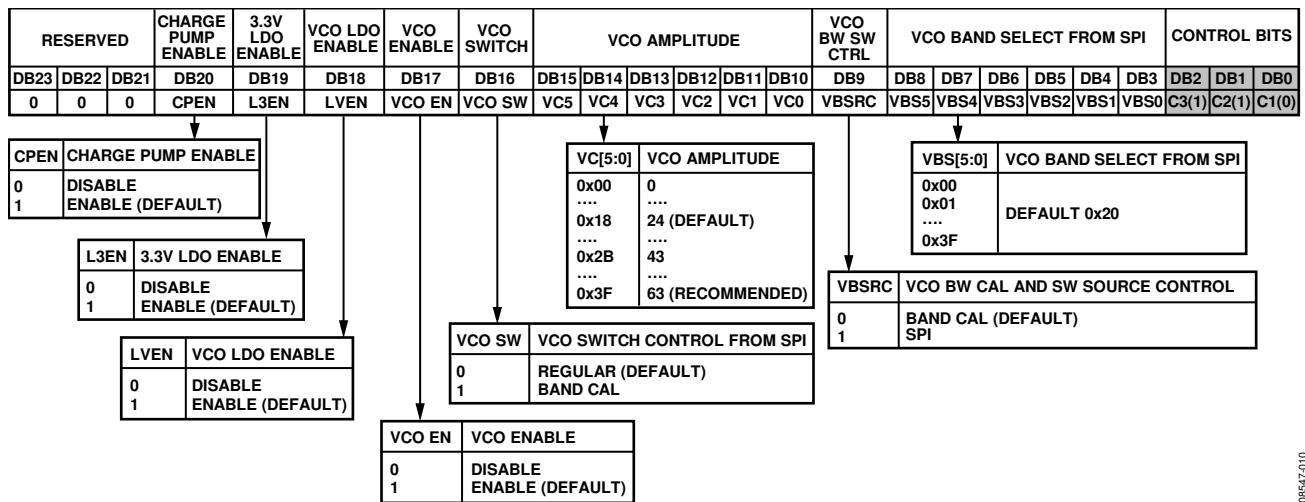 RESERVED
CHARGE PUMP ENABLE
3.3V LDO ENABLE
VCO LDO ENABLE
VCO ENABLE
VCO SWITCH
VCO AMPLITUDE
VCO BW SW CTRL
VCO BAND SELECT FROM SPI
CONTROL BITS
DB23 DB22 DB21 DB20 DB19 DB18 DB17 DB16 DB15 DB14 DB13 DB12 DB11 DB10 DB9 DB8 DB7 DB6 DB5 DB4 DB3 DB2 DB1 DB0
0 0 0 CPEN L3EN LVEN VCO EN VCO SW VC5 VC4 VC3 VC2 VC1 VC0 VBSRC VBS5 VBS4 VBS3 VBS2 VBS1 VBS0 C3(1) C2(1) C1(0)
CPEN CHARGE PUMP ENABLE
0 DISABLE
1 ENABLE (DEFAULT)
L3EN 3.3V LDO ENABLE
0 DISABLE
1 ENABLE (DEFAULT)
LVEN VCO LDO ENABLE
0 DISABLE
1 ENABLE (DEFAULT)
VCO EN VCO ENABLE
0 DISABLE
1 ENABLE (DEFAULT)
VCO SW VCO SWITCH CONTROL FROM SPI
0 REGULAR (DEFAULT)
1 BAND CAL
VC[5:0] VCO AMPLITUDE
0x00 0
.... ....
0x18 24 (DEFAULT)
.... ....
0x2B 43
.... ....
0x3F 63 (RECOMMENDED)
VBSRC VCO BW CAL AND SW SOURCE CONTROL
0 BAND CAL (DEFAULT)
1 SPI
VBS[5:0] VCO BAND SELECT FROM SPI
0x00
0x01
....
0x3F
DEFAULT 0x20
08547-010